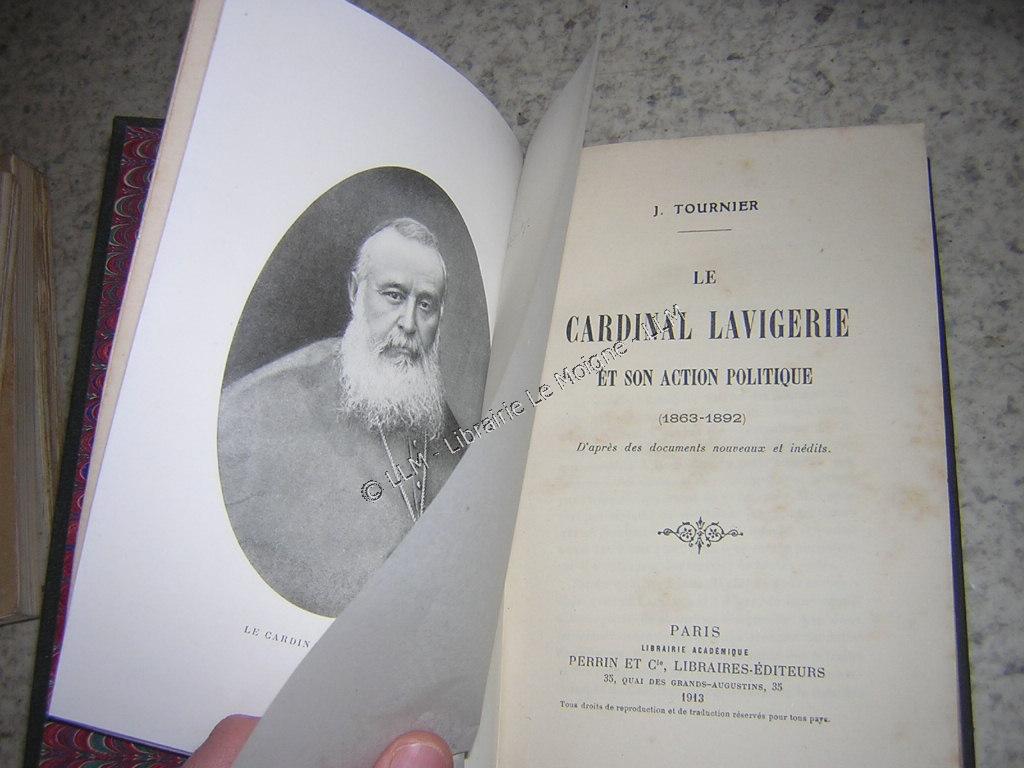 LE CARDIN
J. TOURNIER
LE
CARDINAL LAVIGERIE
ET SON ACTION POLITIQUE
(1863-1892)
D'après des documents nouveaux et inédits.
PARIS
LIBRAIRIE ACADÉMIQUE
PERRIN ET Cie, LIBRAIRES-ÉDITEURS
35, QUAI DES GRANDS-AUGUSTINS, 35
1913
Tous droits de reproduction et de traduction réservés pour tous pays.
© LLM - Librairie Le Moigne - LLM